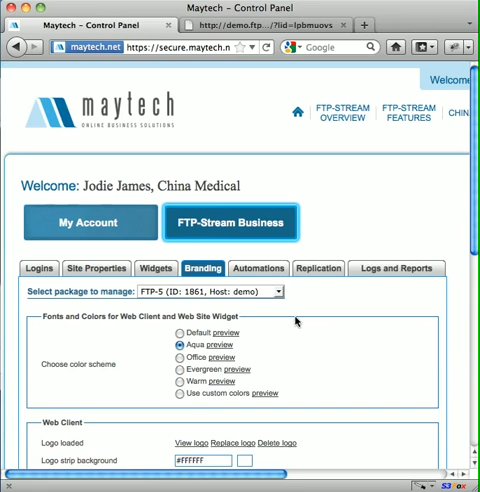 Maytech - Control Panel
Maytech - Control Panel
http://demo.ftp.../?lid=lpbmuovs
maytech.net
https://secure.maytech.n
Google
Welcome
maytech
ONLINE BUSINESS SOLUTIONS
FTP-STREAM OVERVIEW
FTP-STREAM FEATURES
CHIN
Welcome: Jodie James, China Medical
My Account
FTP-Stream Business
Logins
Site Properties
Widgets
Branding
Automations
Replication
Logs and Reports
Select package to manage: FTP-S (ID: 1861, Host: demo)
Fonts and Colors for Web Client and Web Site Widget
Choose color scheme
Default preview
Aqua preview
Office preview
Evergreen preview
Warm preview
Use custom colors preview
Web Client
Logo loaded
View logo Replace logo Delete logo
Logo strip background
#FFFFFF
S3Fox